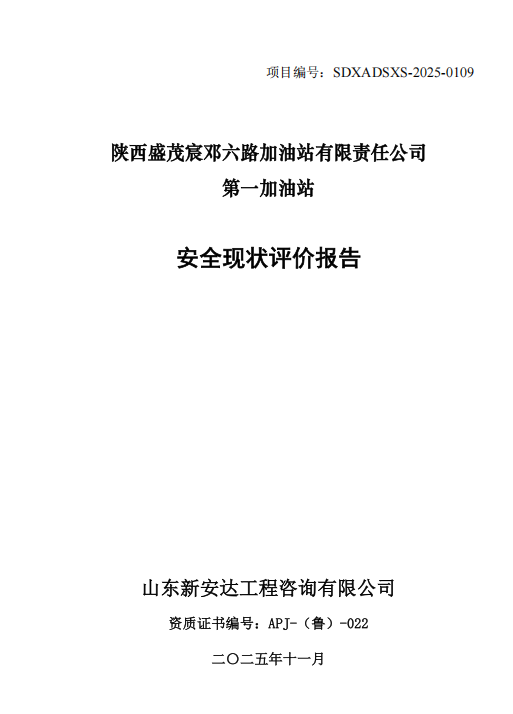 项目编号：SDXADSXS-2025-0109
陕西盛茂宸邓六路加油站有限责任公司
第一加油站
安全现状评价报告
山东新安达工程咨询有限公司
资质证书编号：APJ-（鲁）-022
二〇二五年十一月